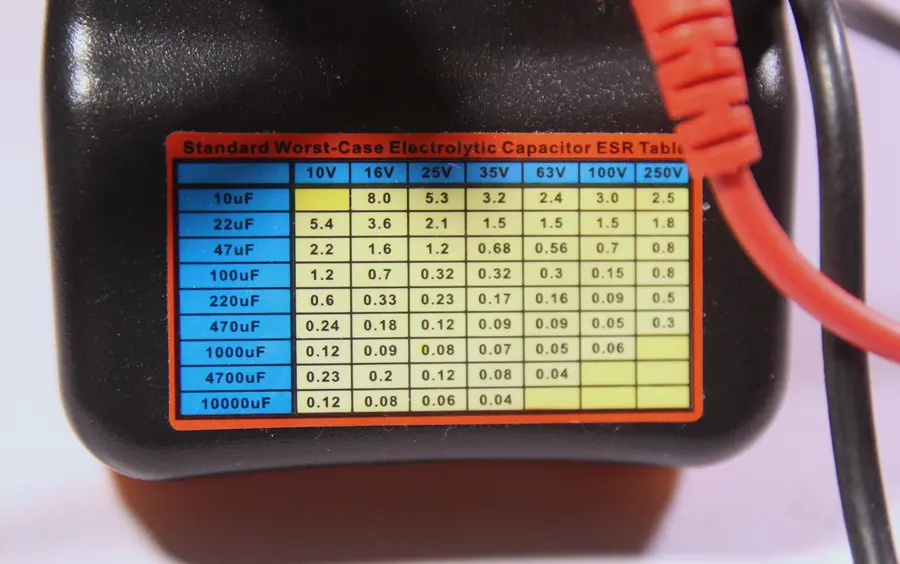 Standard Worst-Case Electrolytic Capacitor ESR Table
10V 16V 25V 35V 63V 100V 250V
10uF 8.0 5.3 3.2 2.4 3.0 2.5
22uF 5.4 3.6 2.1 1.5 1.5 1.5 1.8
47uF 2.2 1.6 1.2 0.68 0.56 0.7 0.8
100uF 1.2 0.7 0.32 0.32 0.3 0.15 0.8
220uF 0.6 0.33 0.23 0.17 0.16 0.09 0.5
470uF 0.24 0.18 0.12 0.09 0.09 0.05 0.3
1000uF 0.12 0.09 0.08 0.07 0.05 0.06
4700uF 0.23 0.2 0.12 0.08 0.04
10000uF 0.12 0.08 0.06 0.04